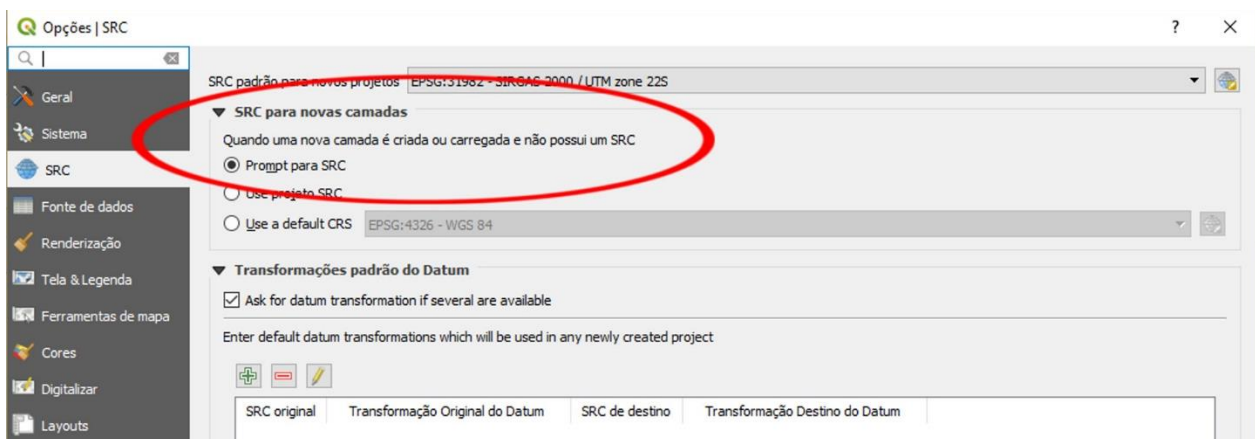 Opções | SRC
Geral
Sistema
SRC
Fonte de dados
Renderização
Tela & Legenda
Ferramentas de mapa
Cores
Digitalizar
Layouts
SRC padrão para novos projetos EPSG:31982 - SIRGAS 2000 / UTM zone 22S
SRC para novas camadas
Quando uma nova camada é criada ou carregada e não possui um SRC
Prompt para SRC
Use projeto SRC
Use a default CRS EPSG:4326 - WGS 84
Transformações padrão do Datum
Ask for datum transformation if several are available
Enter default datum transformations which will be used in any newly created project
SRC original Transformação Original do Datum SRC de destino Transformação Destino do Datum